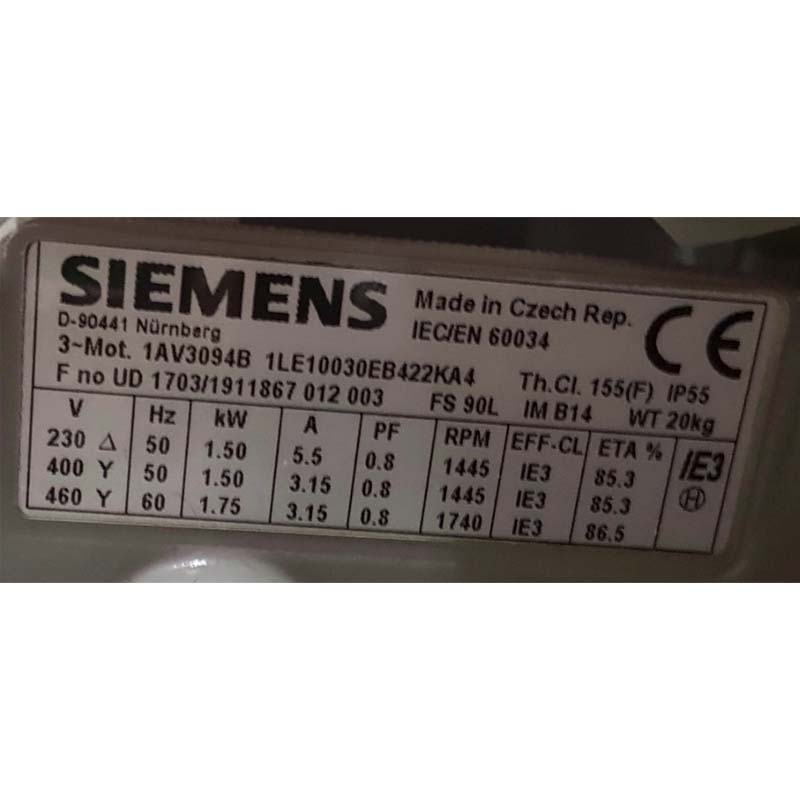 SIEMENS Made in Czech Rep. CE
D-90441 Nürnberg IEC/EN 60034
3~Mot. 1AV3094B 1LE10030EB422KA4 Th.Cl. 155(F) IP55
F no UD 1703/1911867 012 003 FS 90L IM B14 WT 20kg
V Hz kW A PF RPM EFF-CL ETA % IE3
230 Δ 50 1.50 5.5 0.8 1445 IE3 85.3
400 Y 50 1.50 3.15 0.8 1445 IE3 85.3 H
460 Y 60 1.75 3.15 0.8 1740 IE3 86.5